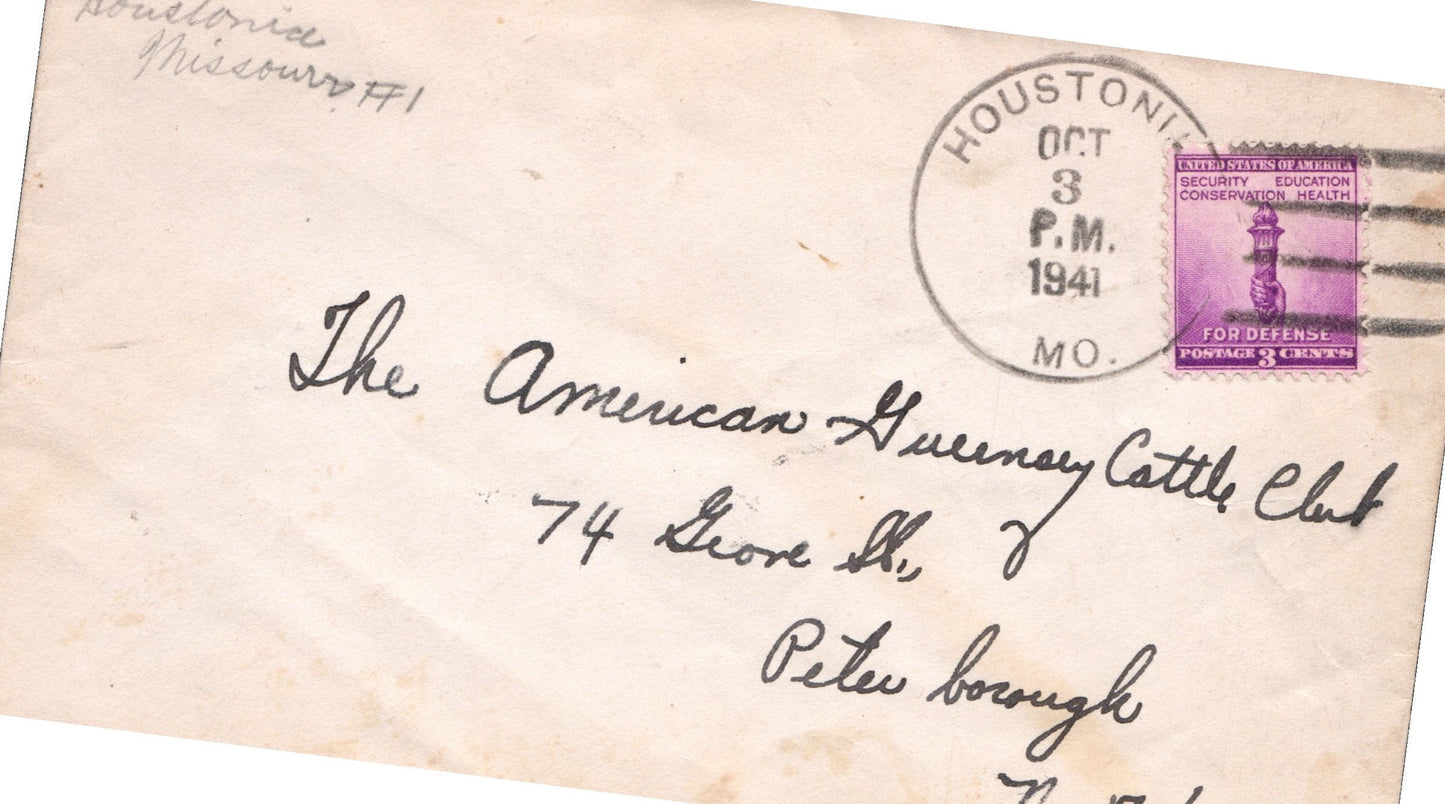 Houstonia
Missouri #1
HOUSTONIA
OCT
3
P.M.
1941
MO.
UNITED STATES OF AMERICA
SECURITY EDUCATION
CONSERVATION HEALTH
FOR DEFENSE
POSTAGE 3 CENTS
The American Guernsey Cattle Club
74 Grove St.,
Peterborough
N.